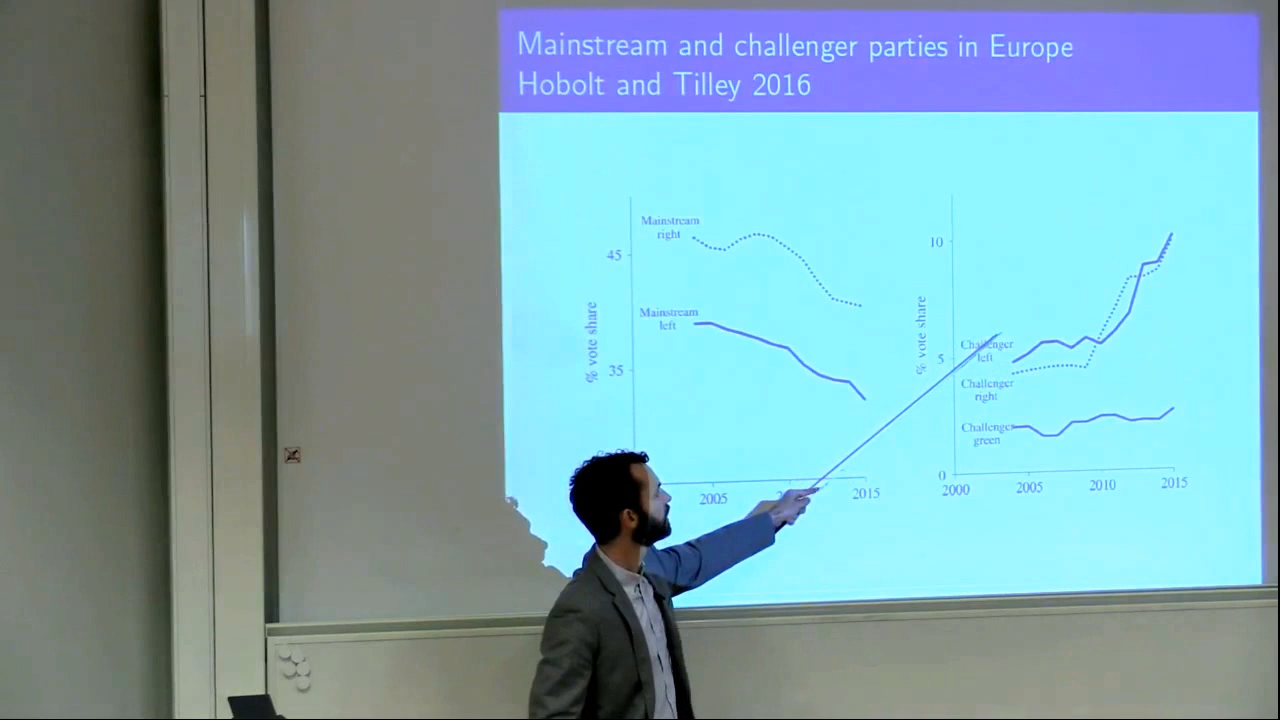 Mainstream and challenger parties in Europe
Hobolt and Tilley 2016
Mainstream
right
45
Mainstream
left
% vote share
35
2005
2015
10
% vote share
Challenger
left
5
Challenger
right
Challenger
green
0
2000
2005
2010
2015